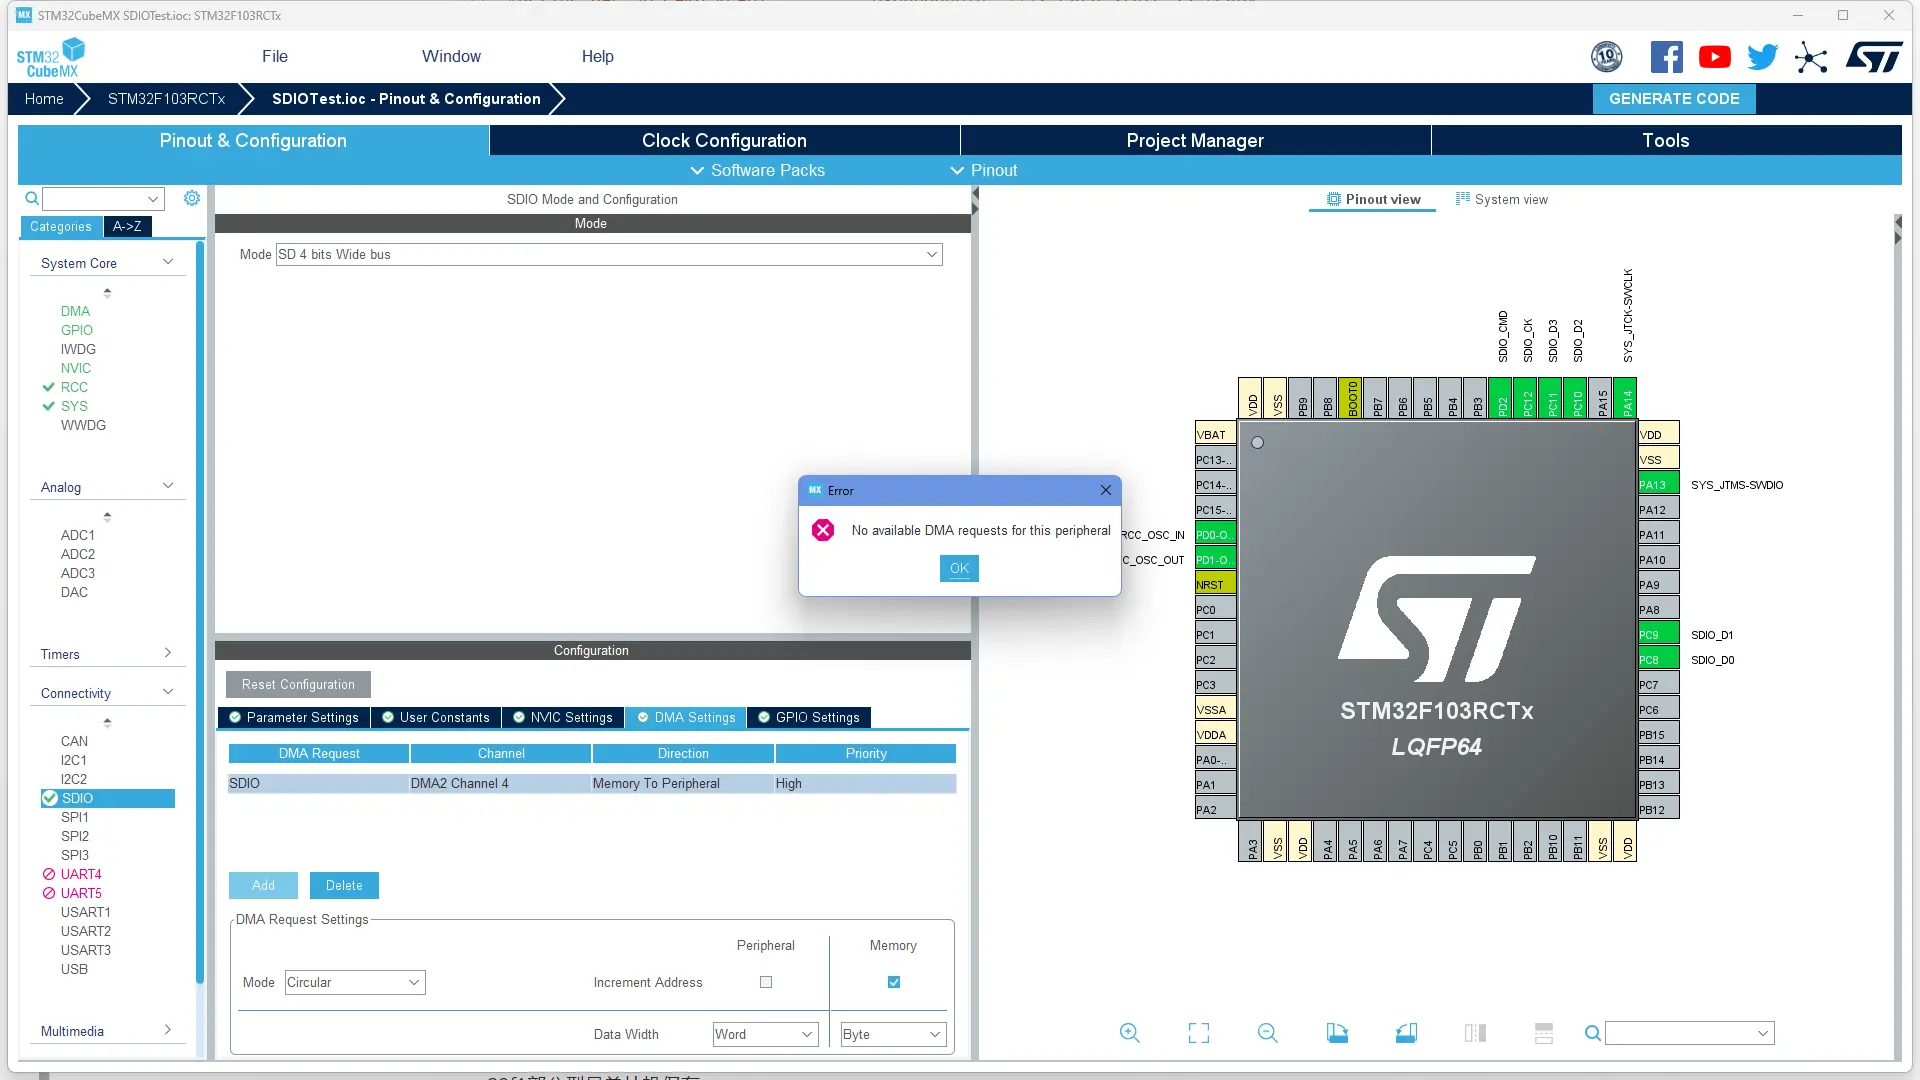 STM32CubeMX SDIOTest.ioc: STM32F103RCTx
STM32
CubeMX
File
Window
Help
10
Home
STM32F103RCTx
SDIOTest.ioc - Pinout & Configuration
GENERATE CODE
Pinout & Configuration
Clock Configuration
Project Manager
Tools
Software Packs
Pinout
Categories
A->Z
System Core
DMA
GPIO
IWDG
NVIC
RCC
SYS
WWDG
Analog
ADC1
ADC2
ADC3
DAC
Timers
Connectivity
CAN
I2C1
I2C2
SDIO
SPI1
SPI2
SPI3
UART4
UART5
USART1
USART2
USART3
USB
Multimedia
SDIO Mode and Configuration
Mode
Mode SD 4 bits Wide bus
MX Error
No available DMA requests for this peripheral
OK
Configuration
Reset Configuration
Parameter Settings
User Constants
NVIC Settings
DMA Settings
GPIO Settings
DMA Request Channel Direction Priority
SDIO DMA2 Channel 4 Memory To Peripheral High
Add
Delete
DMA Request Settings
Peripheral
Memory
Mode Circular
Increment Address
Data Width Word Byte
Pinout view
System view
SDIO_CMD
SDIO_CK
SDIO_D3
SDIO_D2
SYS_JTCK-SWCLK
VDD
VSS
PB9
PB8
BOOT0
PB7
PB6
PB5
PB4
PB3
PD2
PC12
PC11
PC10
PA15
PA14
VBAT
PC13-..
PC14-..
PC15-..
RCC_OSC_IN PD0-O..
C_OSC_OUT PD1-O..
NRST
PC0
PC1
PC2
PC3
VSSA
VDDA
PA0-..
PA1
PA2
STM32F103RCTx
LQFP64
VDD
VSS
PA13 SYS_JTMS-SWDIO
PA12
PA11
PA10
PA9
PA8
PC9 SDIO_D1
PC8 SDIO_D0
PC7
PC6
PB15
PB14
PB13
PB12
PA3
VSS
VDD
PA4
PA5
PA6
PA7
PC4
PC5
PB0
PB1
PB2
PB10
PB11
VSS
VDD